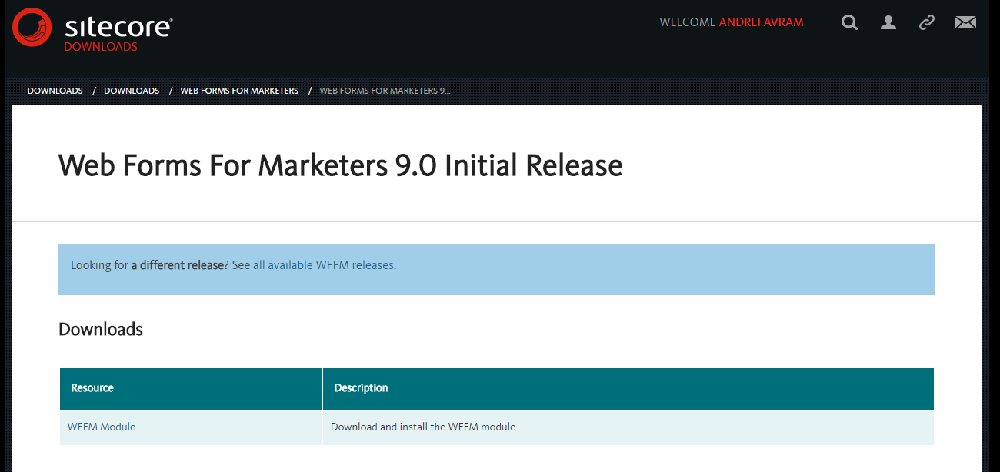 sitecore®
DOWNLOADS
WELCOME ANDREI AVRAM
DOWNLOADS / DOWNLOADS / WEB FORMS FOR MARKETERS / WEB FORMS FOR MARKETERS 9...
Web Forms For Marketers 9.0 Initial Release
Looking for a different release? See all available WFFM releases.
Downloads
Resource Description
WFFM Module Download and install the WFFM module.